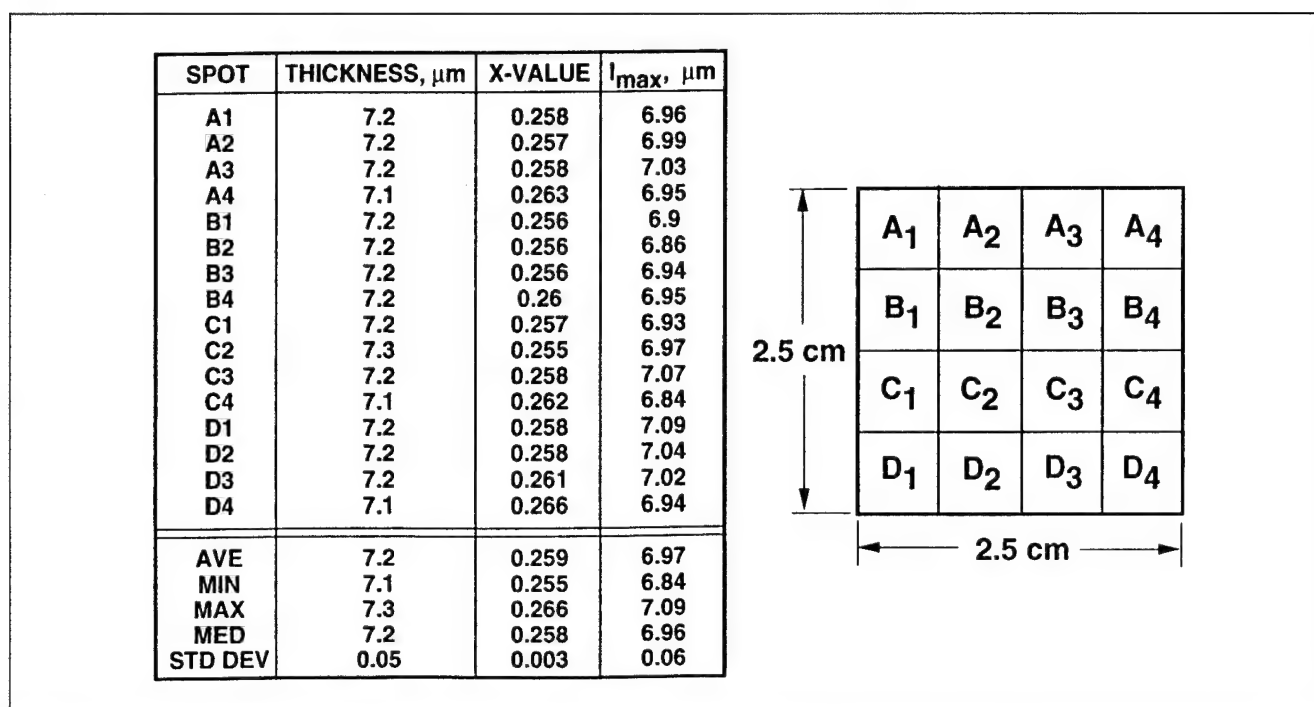 SPOT THICKNESS, μm X-VALUE Imax, μm
A1 7.2 0.258 6.96
A2 7.2 0.257 6.99
A3 7.2 0.258 7.03
A4 7.1 0.263 6.95
B1 7.2 0.256 6.9
B2 7.2 0.256 6.86
B3 7.2 0.256 6.94
B4 7.2 0.26 6.95
C1 7.2 0.257 6.93
C2 7.3 0.255 6.97
C3 7.2 0.258 7.07
C4 7.1 0.262 6.84
D1 7.2 0.258 7.09
D2 7.2 0.258 7.04
D3 7.2 0.261 7.02
D4 7.1 0.266 6.94
AVE 7.2 0.259 6.97
MIN 7.1 0.255 6.84
MAX 7.3 0.266 7.09
MED 7.2 0.258 6.96
STD DEV 0.05 0.003 0.06
A1 A2 A3 A4
B1 B2 B3 B4
2.5 cm
C1 C2 C3 C4
D1 D2 D3 D4
2.5 cm